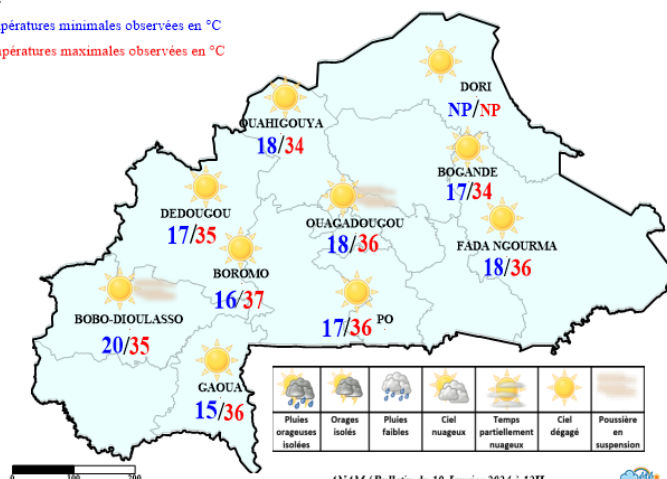 pératures minimales observées en °C
pératures maximales observées en °C
DORI
NP/NP
OUAHIGOUYA
18/34
BOGANDE
17/34
DEDOUGOU
17/35
OUAGADOUGOU
18/36
FADA NGOURMA
18/36
BOROMO
16/37
BOBO-DIOULASSO
20/35
PO
17/36
GAOUA
15/36
Pluies orageuses isolées
Orages isolés
Pluies faibles
Ciel nuageux
Temps partiellement nuageux
Ciel dégagé
Poussière en suspension
0 100 200